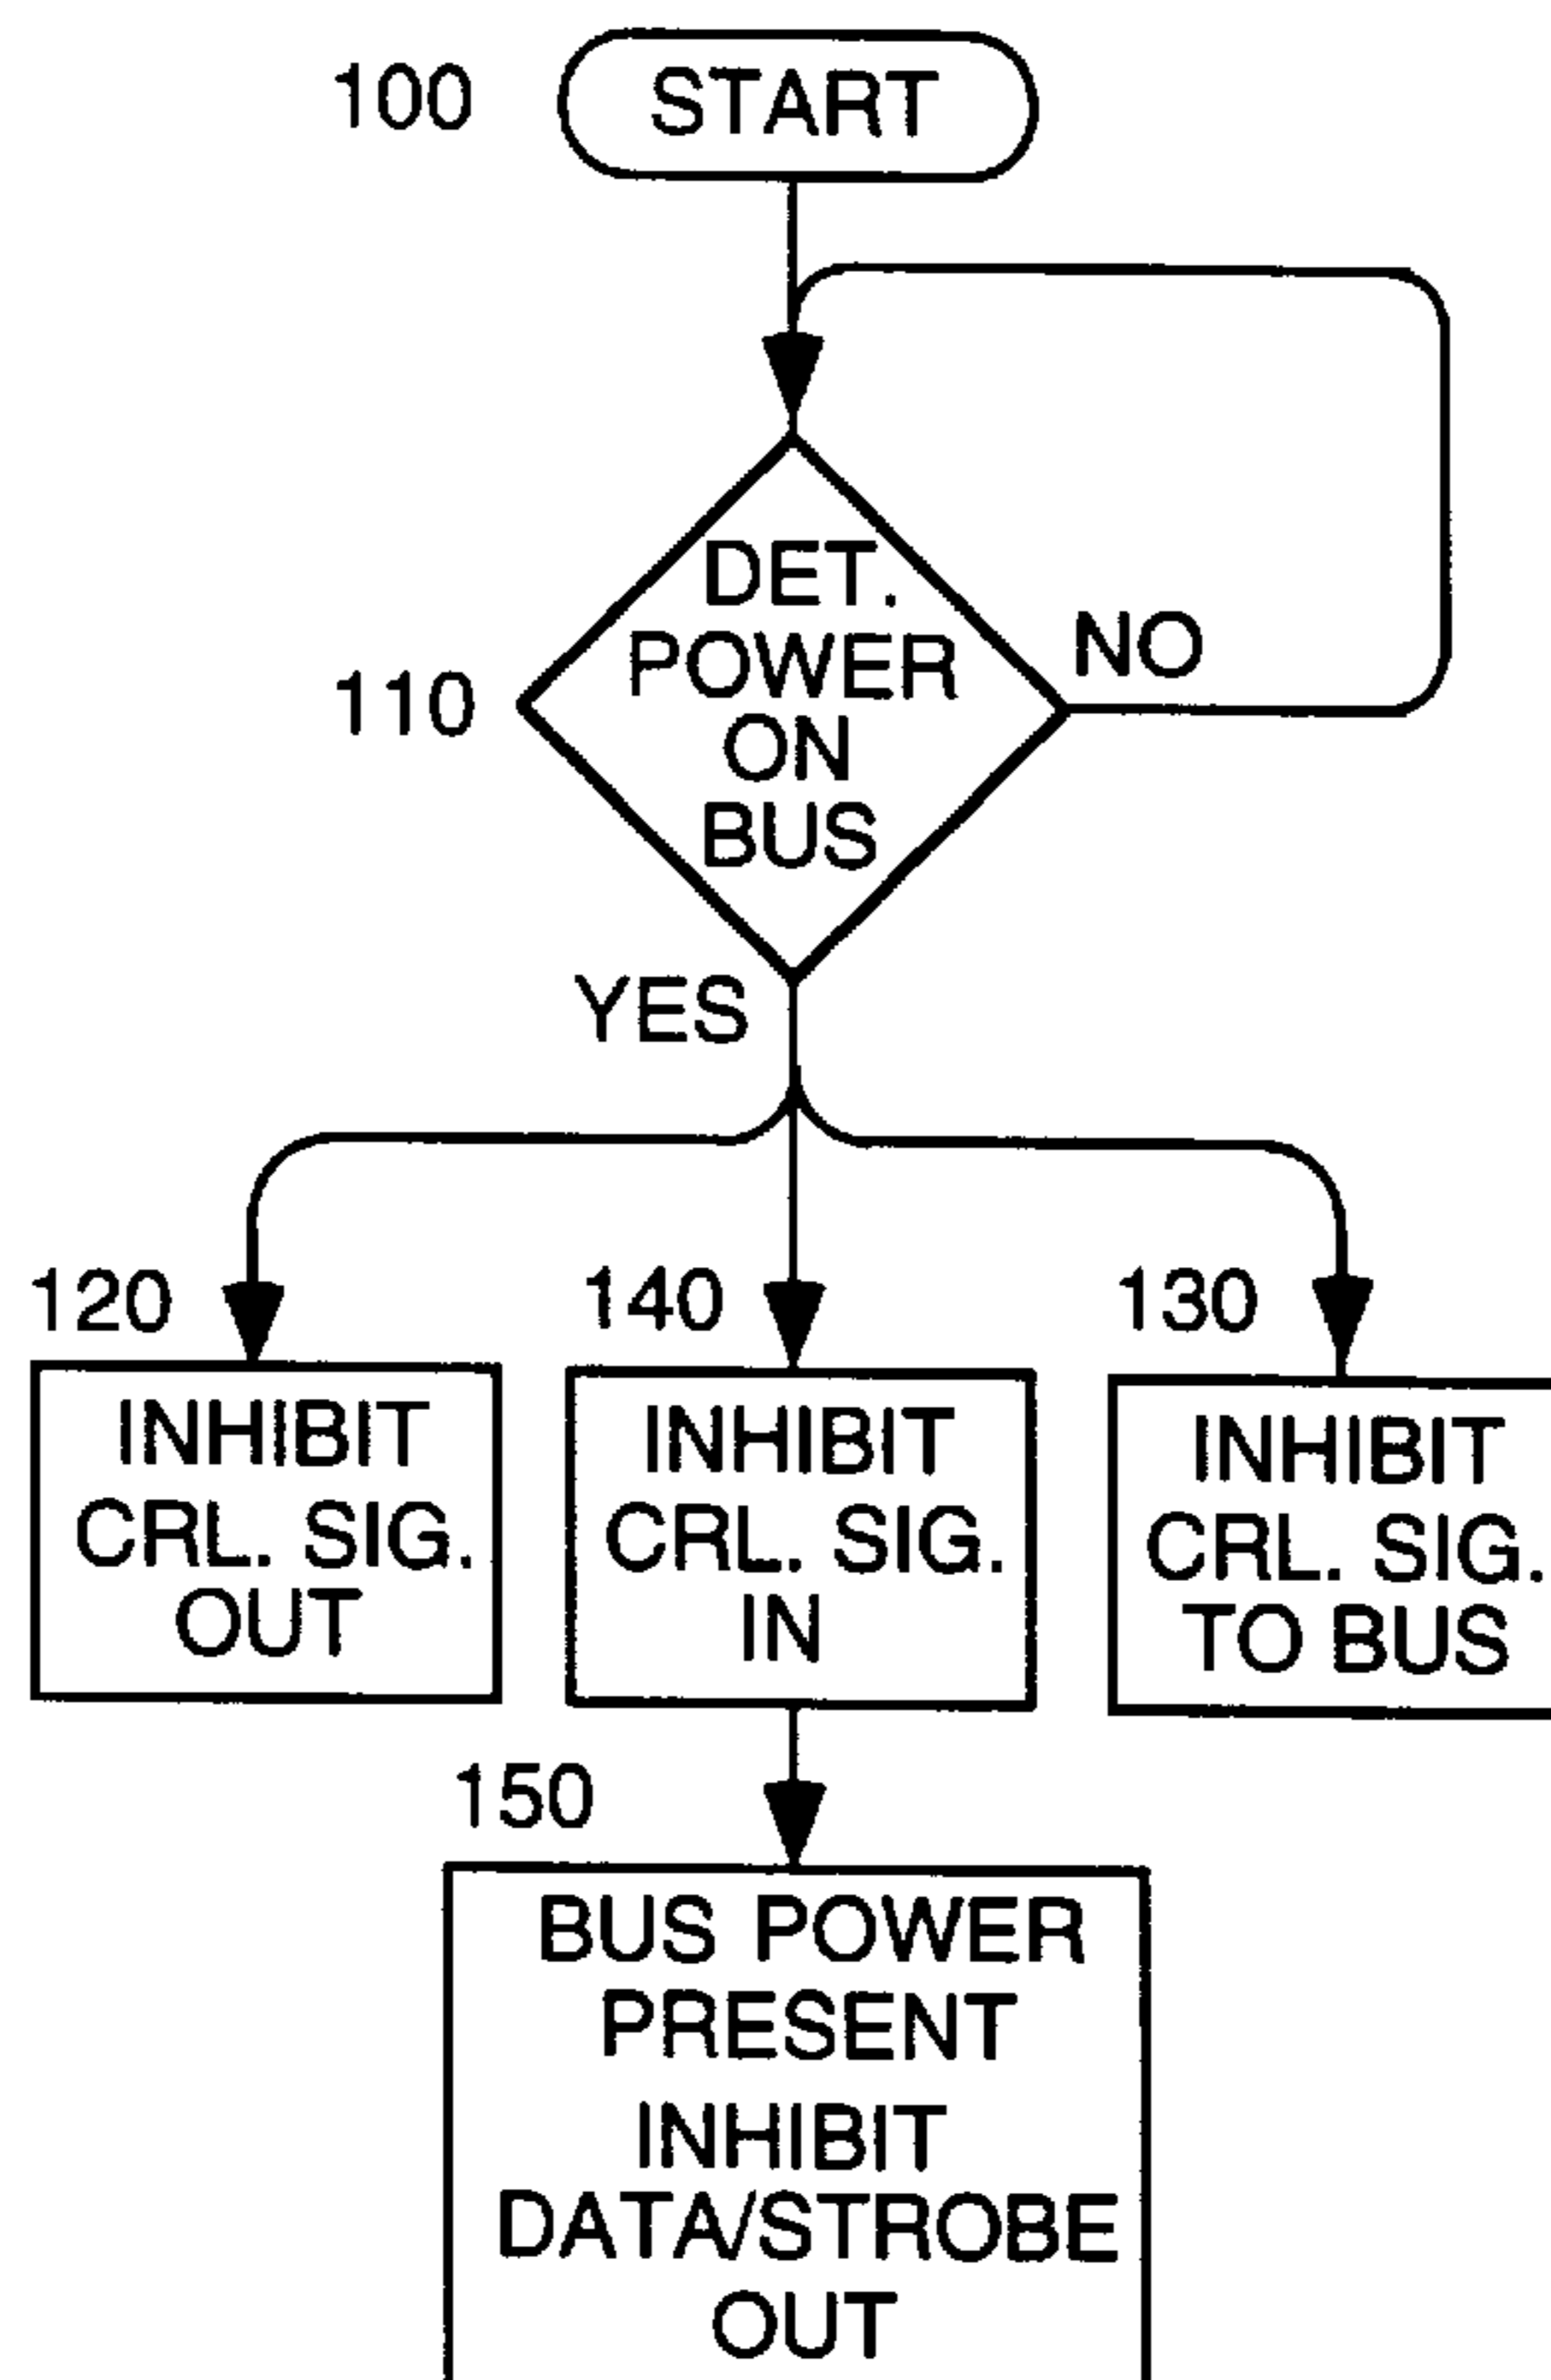 100
START
DET.
POWER
ON
BUS
110
NO
YES
120
INHIBIT
CRL. SIG.
OUT
140
INHIBIT
CRL. SIG.
IN
130
INHIBIT
CRL. SIG.
TO BUS
150
BUS POWER
PRESENT
INHIBIT
DATA/STROBE
OUT